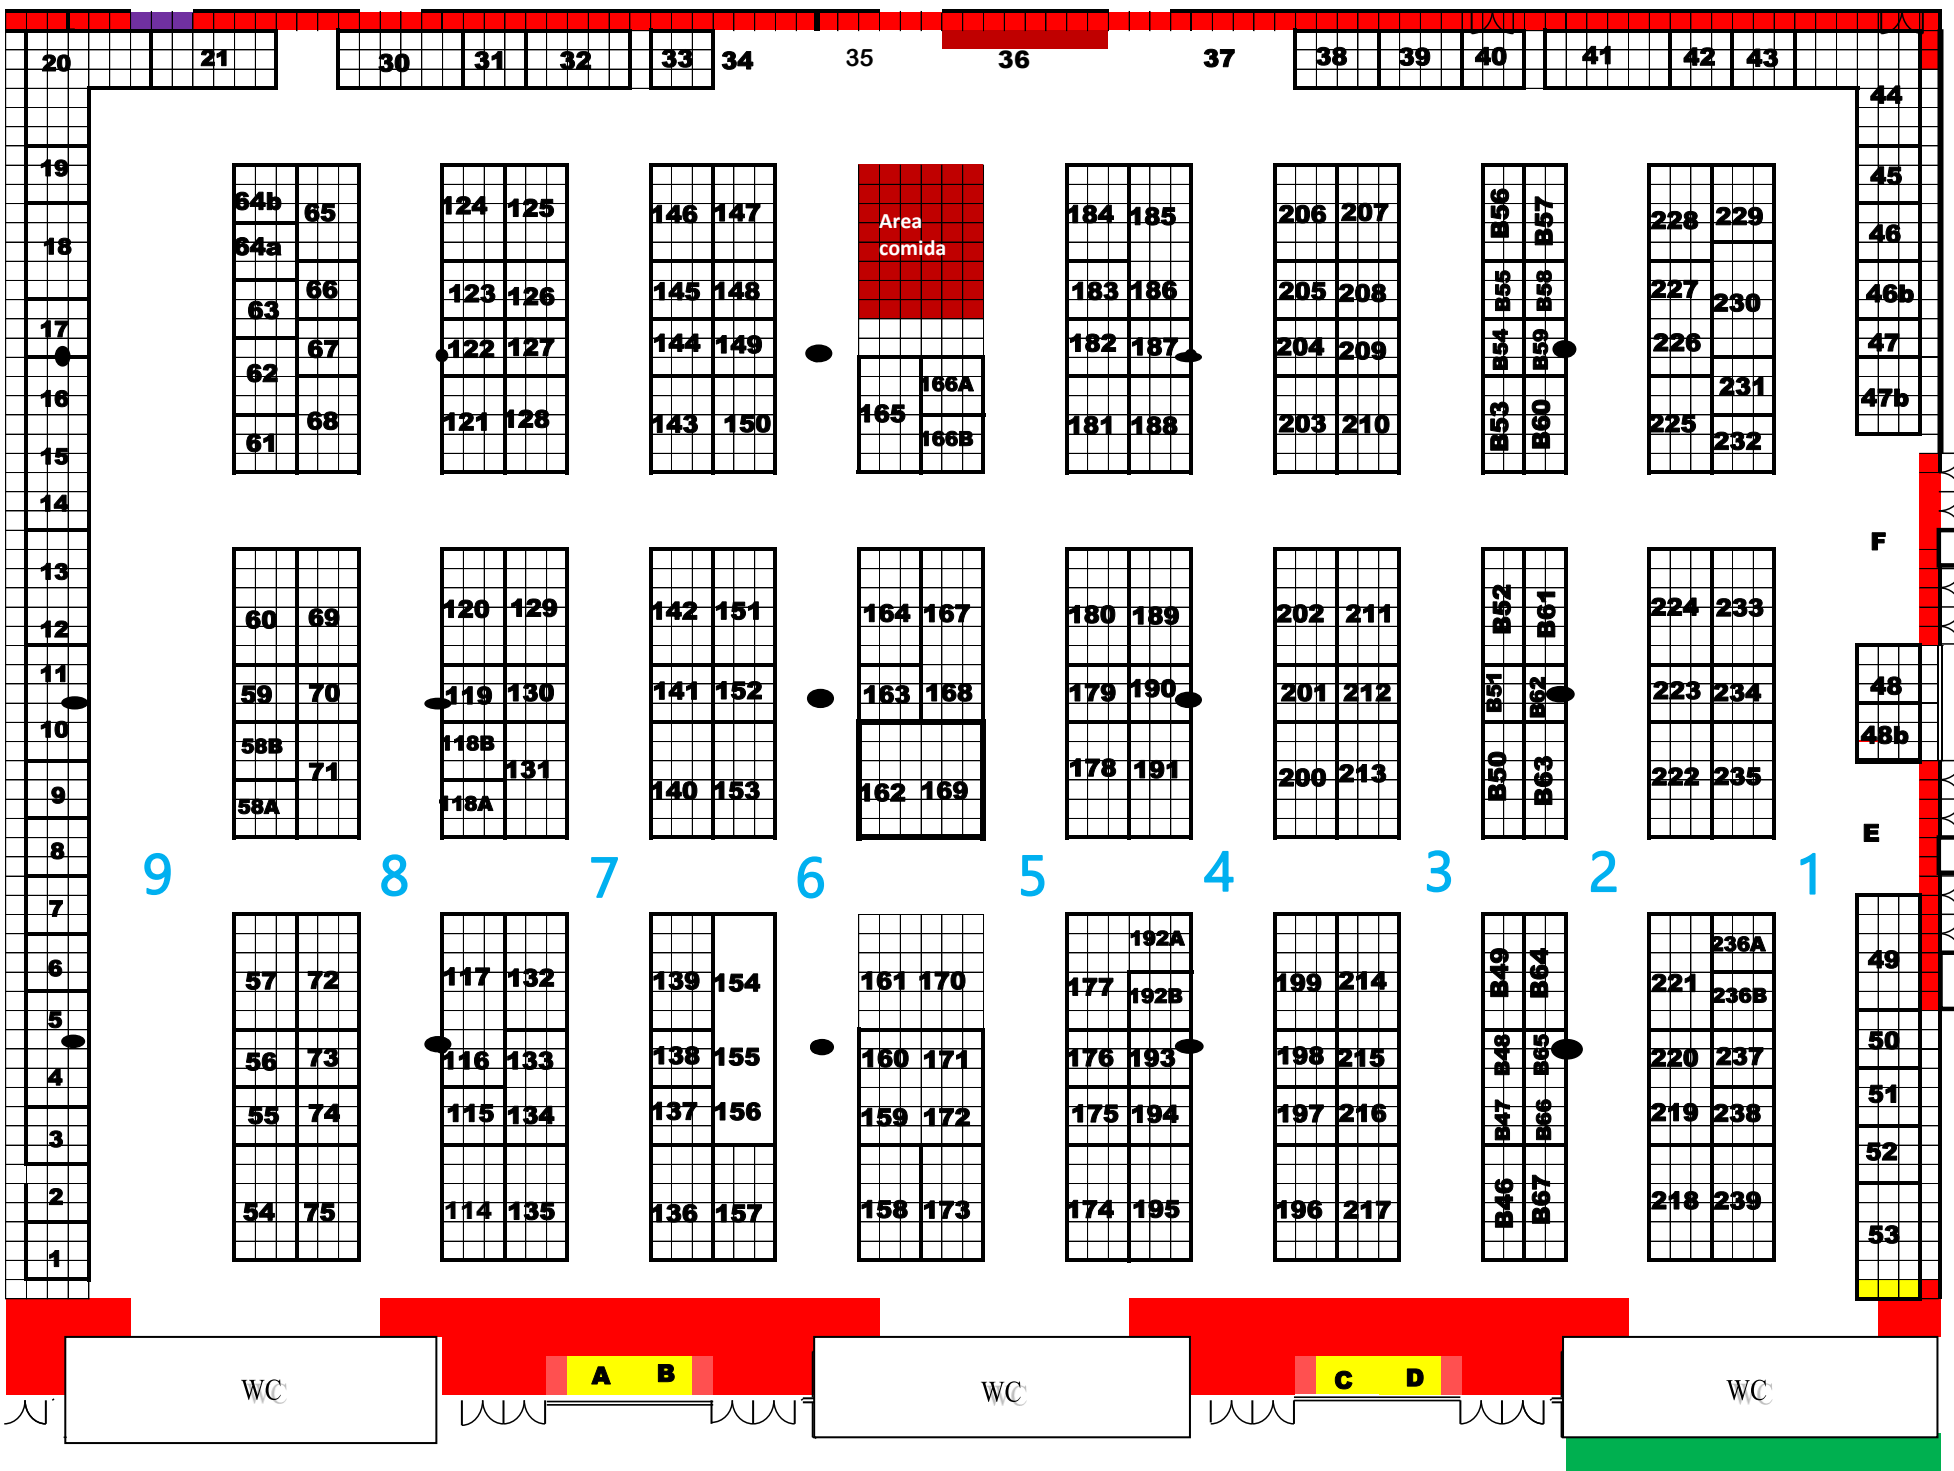 20 21 30 31 32 33 34 35 36 37 38 39 40 41 42 43
44
19 45
64b 65 124 125 146 147 Area 184 185 206 207 B56 B57 228 229
comida
18 64a 46
63 66 123 126 145 148 183 186 205 208 B55 B58 227 230 46b
17 67 122 127 144 149 182 187 204 209 B54 B59 226 47
62 166A 231
16 165 47b
61 68 121 128 143 150 166B 181 188 203 210 B53 B60 225 232
15
14
F
13
12 60 69 120 129 142 151 164 167 180 189 202 211 B52 B61 224 233
11
59 70 119 130 141 152 163 168 179 190 201 212 B51 B62 223 234 48
10 58B 118B 48b
71 131 178 191 200 213 B50 B63 222 235
9 58A 118A 140 153 162 169
E
8
9 8 7 6 5 4 3 2 1
7
192A 236A
6 57 72 117 132 139 154 161 170 177 192B 199 214 B49 B64 221 236B 49
5
56 73 116 133 138 155 160 171 176 193 198 215 B48 B65 220 237 50
4
55 74 115 134 137 156 159 172 175 194 197 216 B47 B66 219 238 51
3 52
2
54 75 114 135 136 157 158 173 174 195 196 217 B46 B67 218 239
53
1
A B C D
WC WC WC